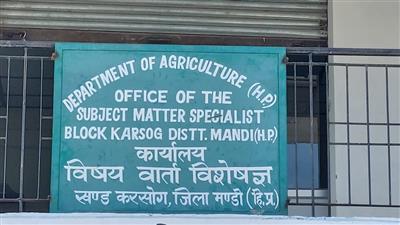 DEPARTMENT OF AGRICULTURE (H.P.)
OFFICE OF THE
SUBJECT MATTER SPECIALIST
BLOCK KARSOG DISTT. MANDI(H.P.)
कार्यालय
विषय वार्ता विशेषज्ञ
खण्ड करसोग, जिला मण्डी (हि.प्र.)